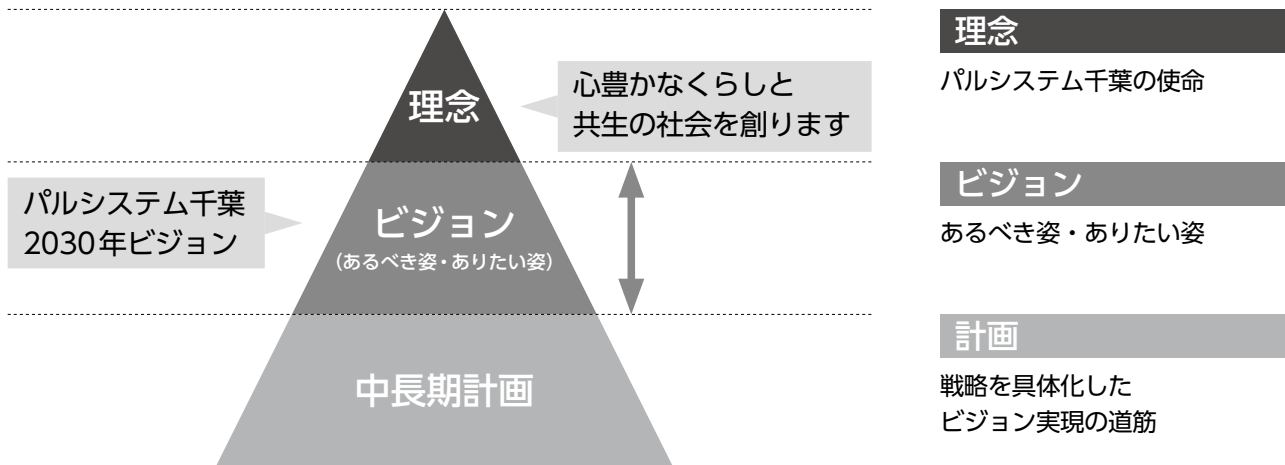 理念
心豊かなくらしと
共生の社会を創ります
パルシステム千葉
2030年ビジョン
ビジョン
(あるべき姿・ありたい姿)
中長期計画
理念
パルシステム千葉の使命
ビジョン
あるべき姿・ありたい姿
計画
戦略を具体化した
ビジョン実現の道筋